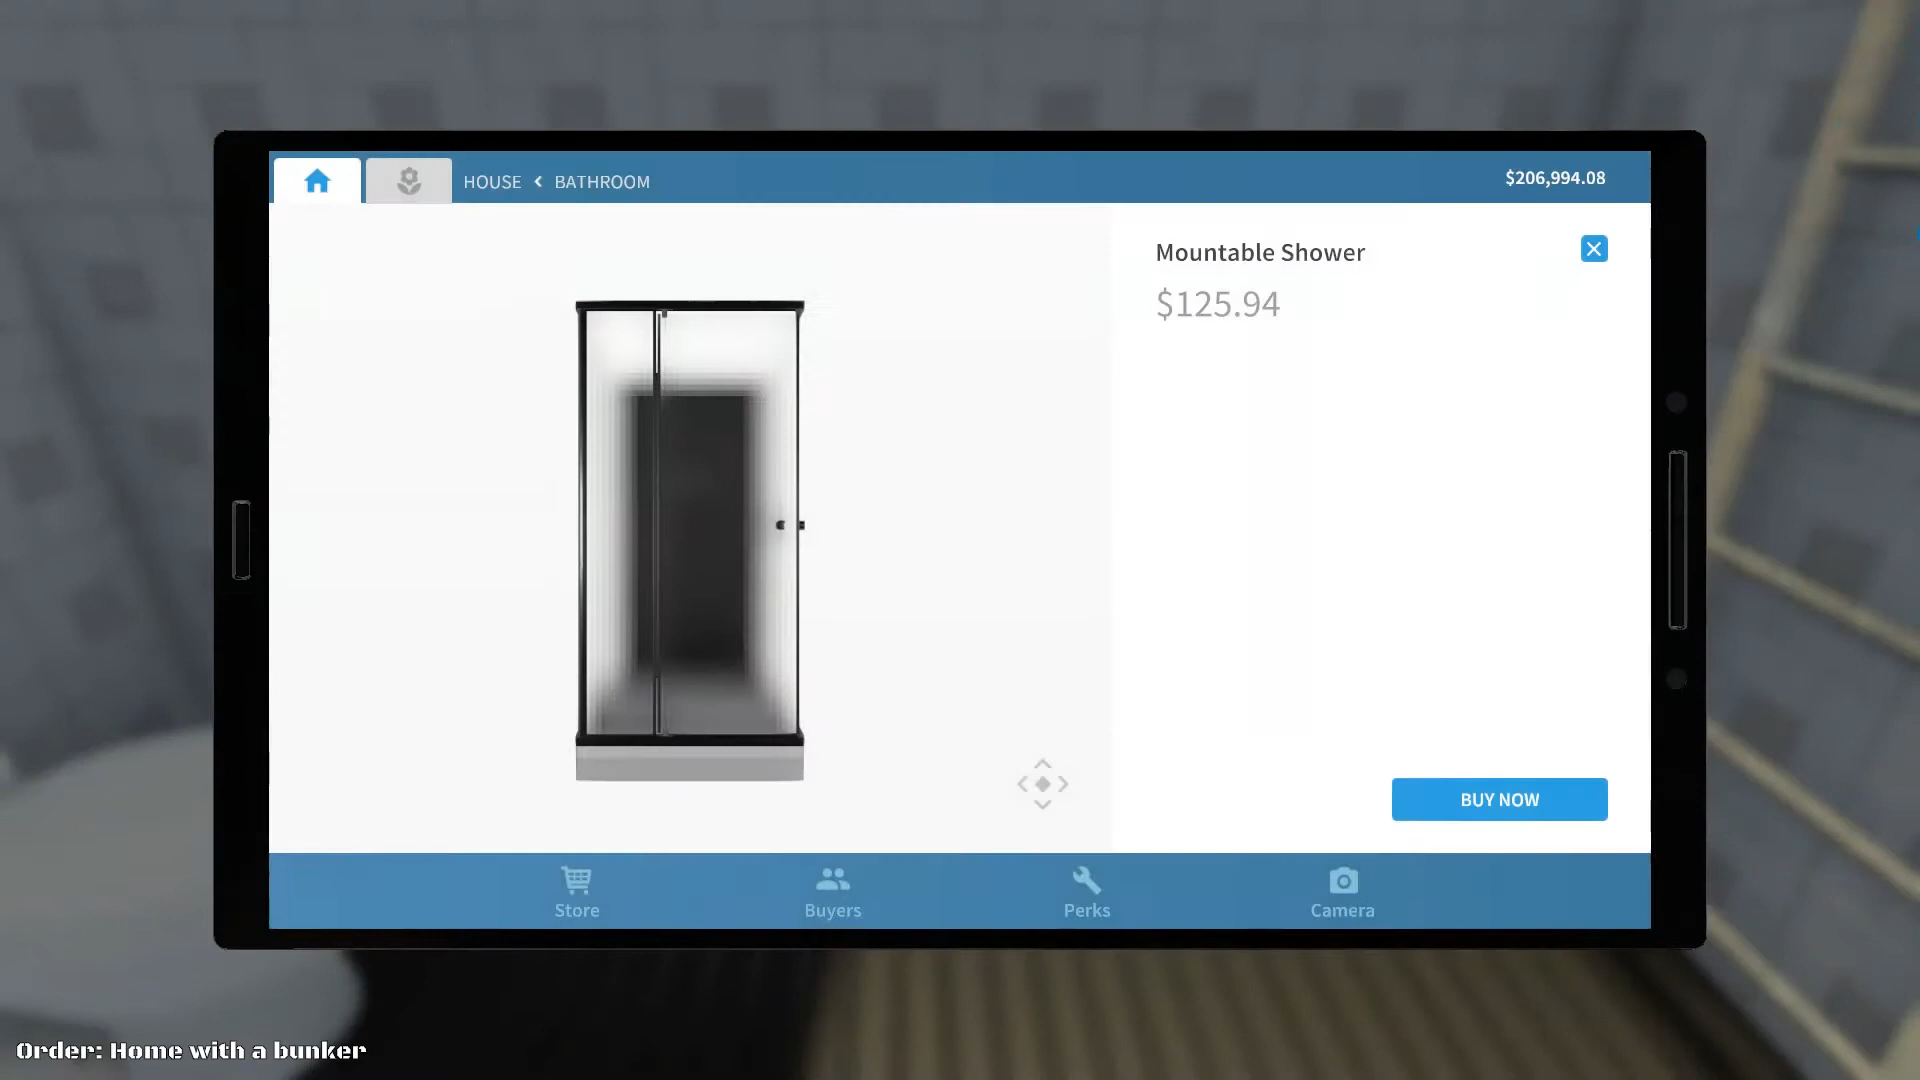 HOUSE < BATHROOM
$206,994.08
Mountable Shower
$125.94
BUY NOW
Store
Buyers
Perks
Camera
Order: Home with a bunker